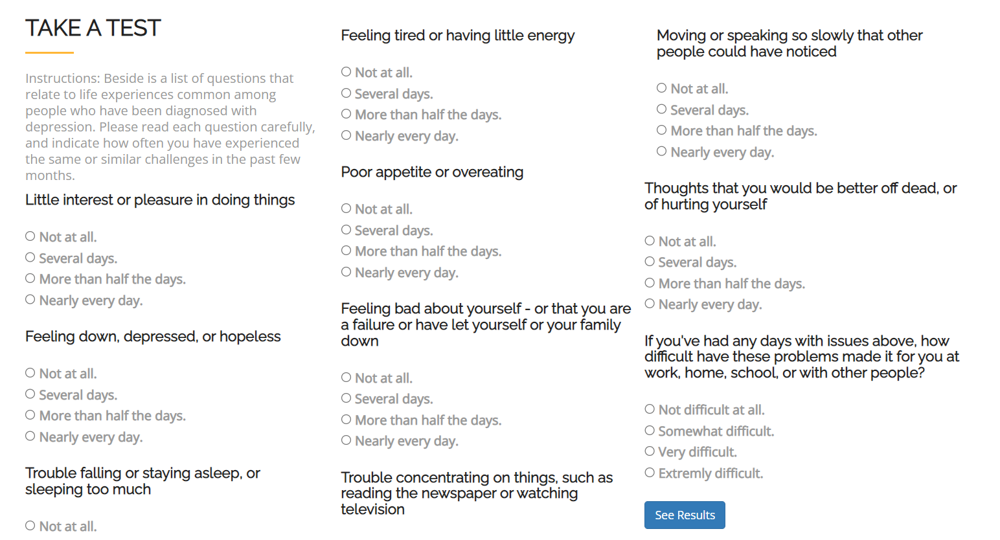 TAKE A TEST
Instructions: Beside is a list of questions that
relate to life experiences common among
people who have been diagnosed with
depression. Please read each question carefully,
and indicate how often you have experienced
the same or similar challenges in the past few
months.
Little interest or pleasure in doing things
Not at all.
Several days.
More than half the days.
Nearly every day.
Feeling down, depressed, or hopeless
Not at all.
Several days.
More than half the days.
Nearly every day.
Trouble falling or staying asleep, or
sleeping too much
Not at all.
Feeling tired or having little energy
Not at all.
Several days.
More than half the days.
Nearly every day.
Poor appetite or overeating
Not at all.
Several days.
More than half the days.
Nearly every day.
Feeling bad about yourself - or that you are
a failure or have let yourself or your family
down
Not at all.
Several days.
More than half the days.
Nearly every day.
Trouble concentrating on things, such as
reading the newspaper or watching
television
Moving or speaking so slowly that other
people could have noticed
Not at all.
Several days.
More than half the days.
Nearly every day.
Thoughts that you would be better off dead, or
of hurting yourself
Not at all.
Several days.
More than half the days.
Nearly every day.
If you've had any days with issues above, how
difficult have these problems made it for you at
work, home, school, or with other people?
Not difficult at all.
Somewhat difficult.
Very difficult.
Extremly difficult.
See Results